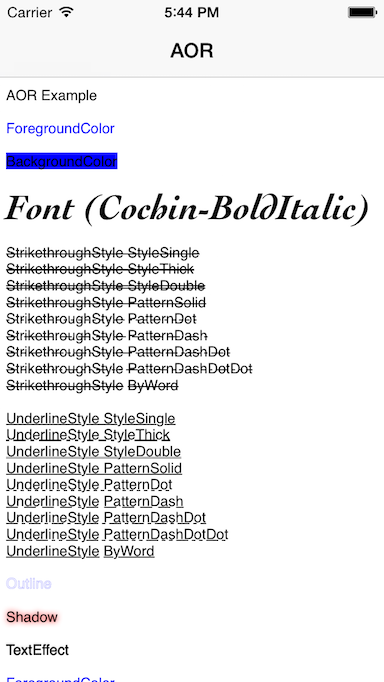 Carrier 5:44 PM
AOR
AOR Example
ForegroundColor
BackgroundColor
Font (Cochin-BoldItalic)
StrikethroughStyle StyleSingle
StrikethroughStyle StyleThick
StrikethroughStyle StyleDouble
StrikethroughStyle PatternSolid
StrikethroughStyle PatternDot
StrikethroughStyle PatternDash
StrikethroughStyle PatternDashDot
StrikethroughStyle PatternDashDotDot
StrikethroughStyle ByWord
UnderlineStyle StyleSingle
UnderlineStyle StyleThick
UnderlineStyle StyleDouble
UnderlineStyle PatternSolid
UnderlineStyle PatternDot
UnderlineStyle PatternDash
UnderlineStyle PatternDashDot
UnderlineStyle PatternDashDotDot
UnderlineStyle ByWord
Outline
Shadow
TextEffect
ForegroundColor